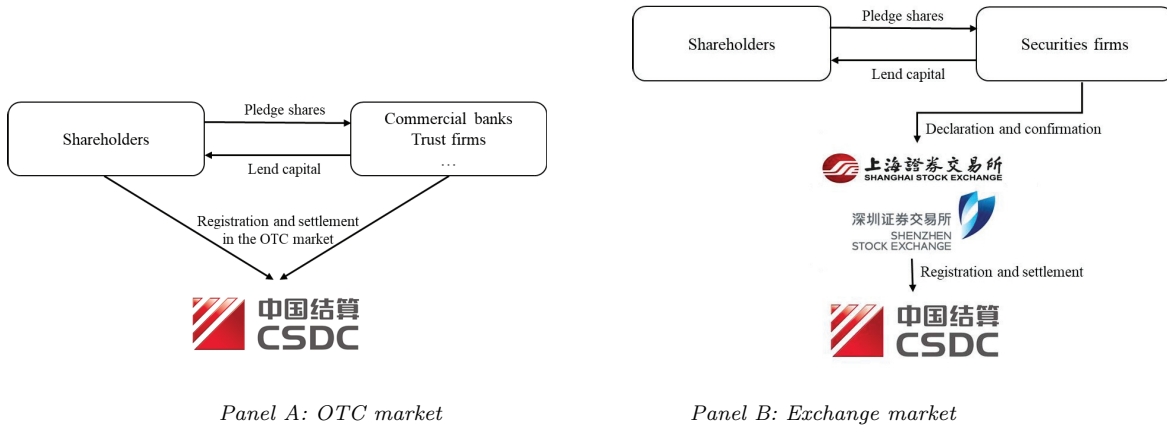 Pledge shares
Shareholders
Commercial banks
Trust firms
...
Lend capital
Registration and settlement
in the OTC market
中国结算
CSDC
Panel A: OTC market
Pledge shares
Shareholders
Securities firms
Lend capital
Declaration and confirmation
上海證券交易所
SHANGHAI STOCK EXCHANGE
深圳证券交易所
SHENZHEN
STOCK EXCHANGE
Registration and settlement
中国结算
CSDC
Panel B: Exchange market